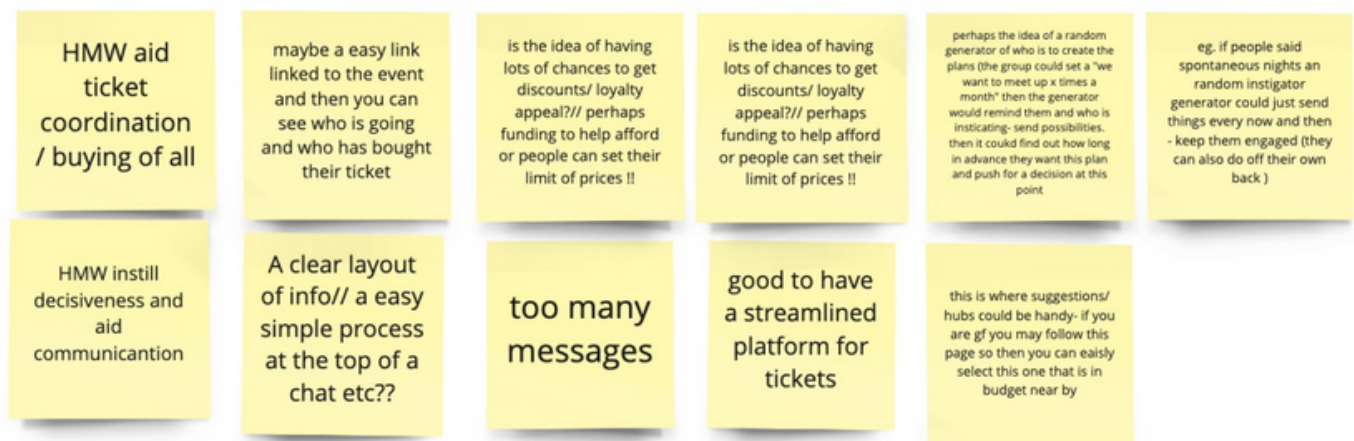 HMW aid
ticket
coordination
/ buying of all
maybe a easy link
linked to the event
and then you can
see who is going
and who has bought
their ticket
is the idea of having
lots of chances to get
discounts/ loyalty
appeal?// perhaps
funding to help afford
or people can set their
limit of prices !!
is the idea of having
lots of chances to get
discounts/ loyalty
appeal?// perhaps
funding to help afford
or people can set their
limit of prices !!
perhaps the idea of a random
generator of who is to create the
plans (the group could set a "we
want to meet up x times a
month" then the generator
would remind them and who is
insticating- send possibilities.
then it coukd find out how long
in advance they want this plan
and push for a decision at this
point
eg. if people said
spontaneous nights an
random instigator
generator could just send
things every now and then
- keep them engaged (they
can also do off their own
back )
HMW instill
decisiveness and
aid
communicantion
A clear layout
of info// a easy
simple process
at the top of a
chat etc??
too many
messages
good to have
a streamlined
platform for
tickets
this is where suggestions/
hubs could be handy- if you
are gf you may follow this
page so then you can eaisly
select this one that is in
budget near by